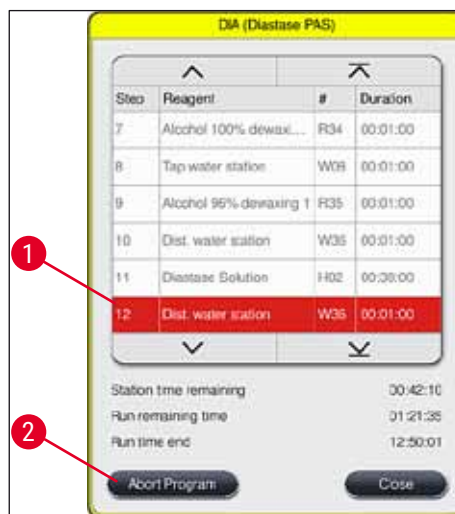 DIA (Diastase PAS)
Step Reagent # Duration
7 Alcohol 100% dewaxi.... R34 00:01:00
8 Tap water station W09 00:01:00
9 Alcohol 96% dewaxing 1 R35 00:01:00
10 Dist. water station W36 00:01:00
11 Diastase Solution H02 00:30:00
1
12 Dist. water station W36 00:01:00
Station time remaining 00:42:10
Run remaining time 01:21:35
2
Run time end 12:50:01
Abort Program Close